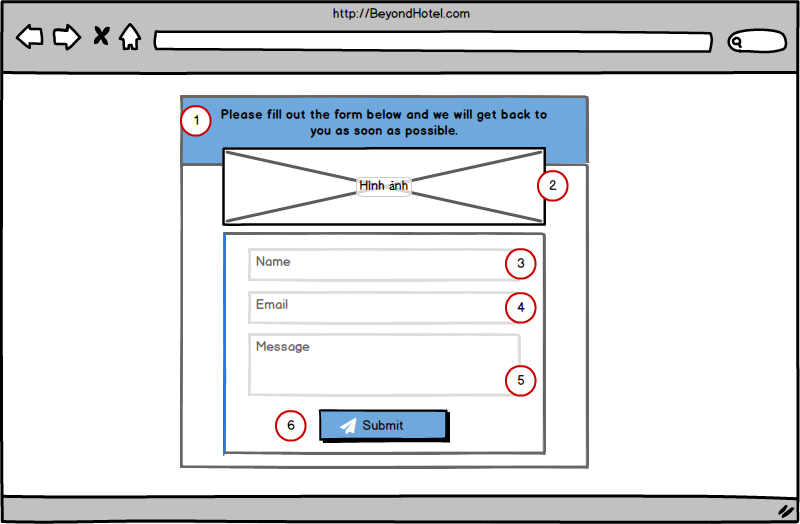 http://BeyondHotel.com
1
Please fill out the form below and we will get back to
you as soon as possible.
Hình ảnh
2
Name
3
Email
4
Message
5
6
Submit